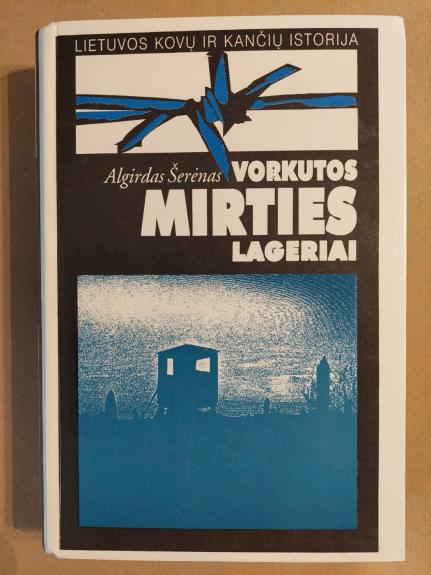 LIETUVOS KOVŲ IR KANČIŲ ISTORIJA
Algirdas Šerėnas VORKUTOS
MIRTIES
LAGERIAI